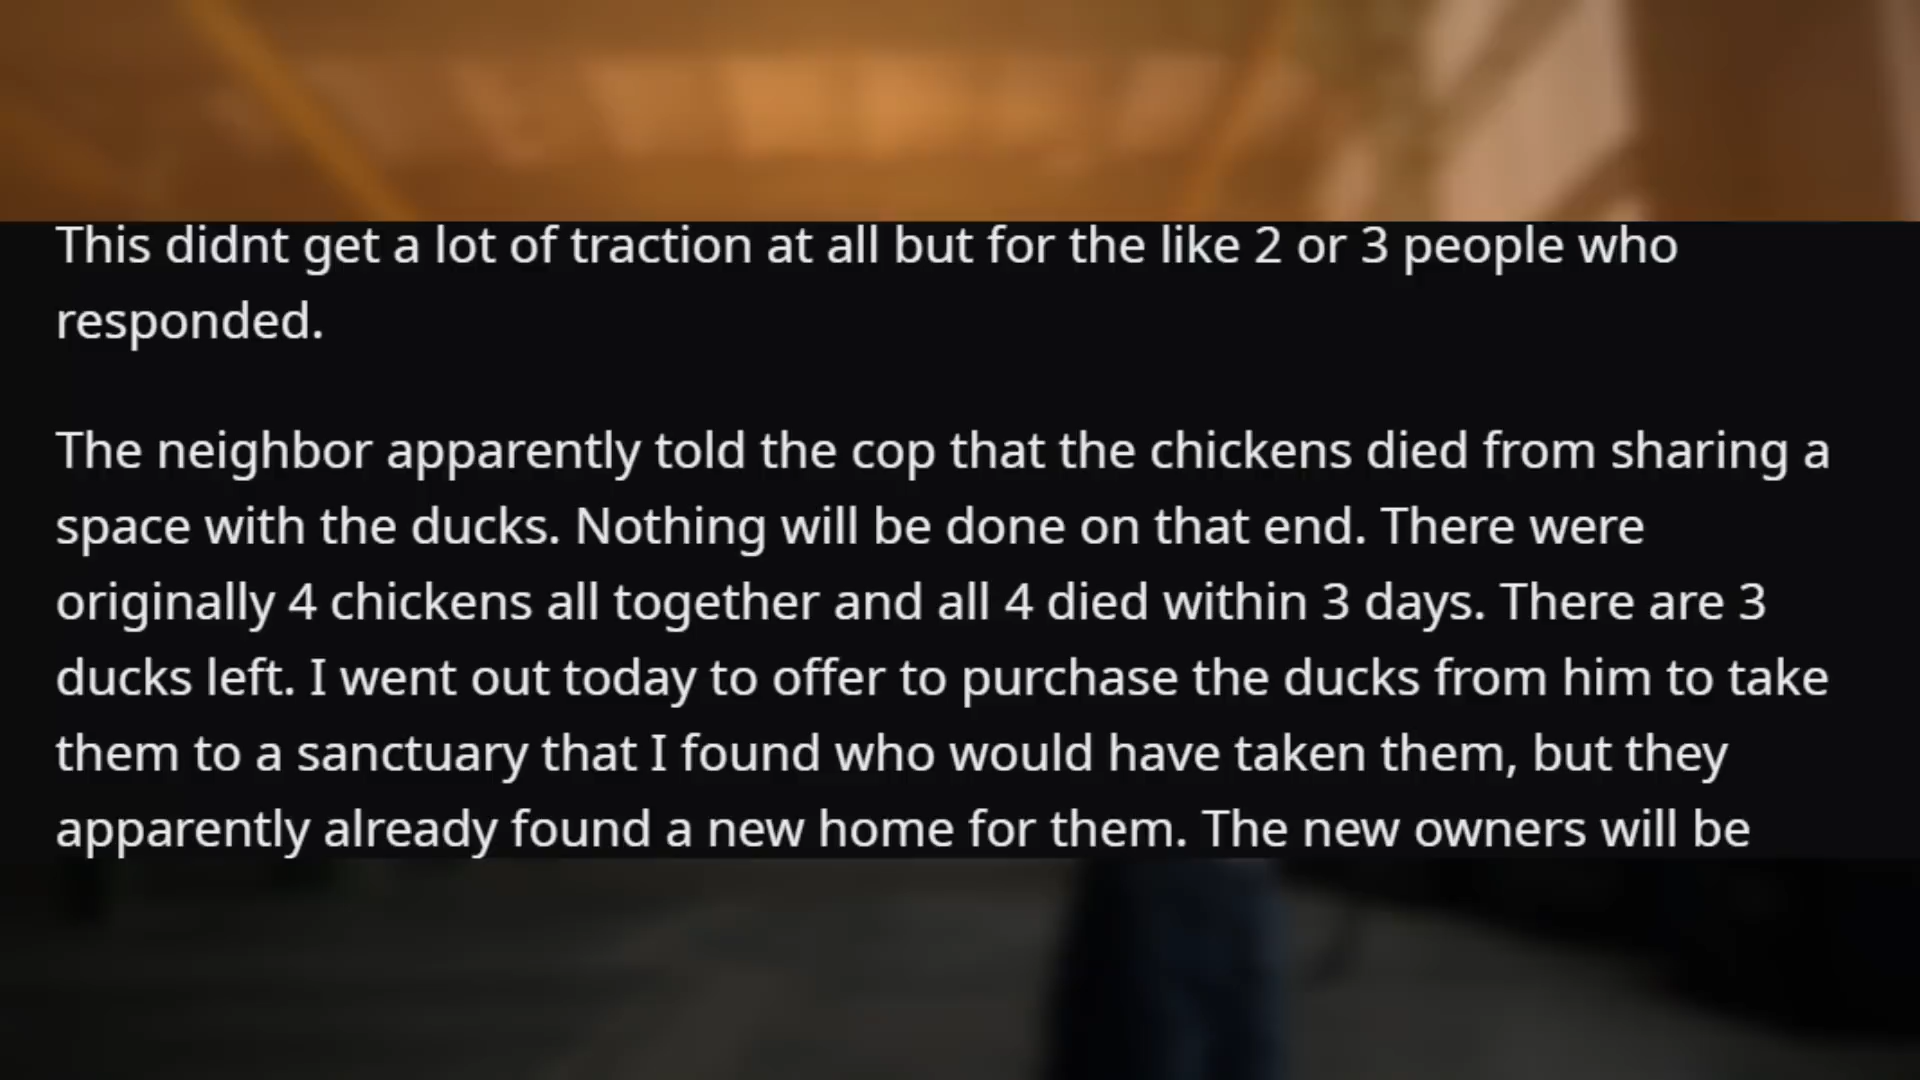 This didnt get a lot of traction at all but for the like 2 or 3 people who
responded.
The neighbor apparently told the cop that the chickens died from sharing a
space with the ducks. Nothing will be done on that end. There were
originally 4 chickens all together and all 4 died within 3 days. There are 3
ducks left. I went out today to offer to purchase the ducks from him to take
them to a sanctuary that I found who would have taken them, but they
apparently already found a new home for them. The new owners will be